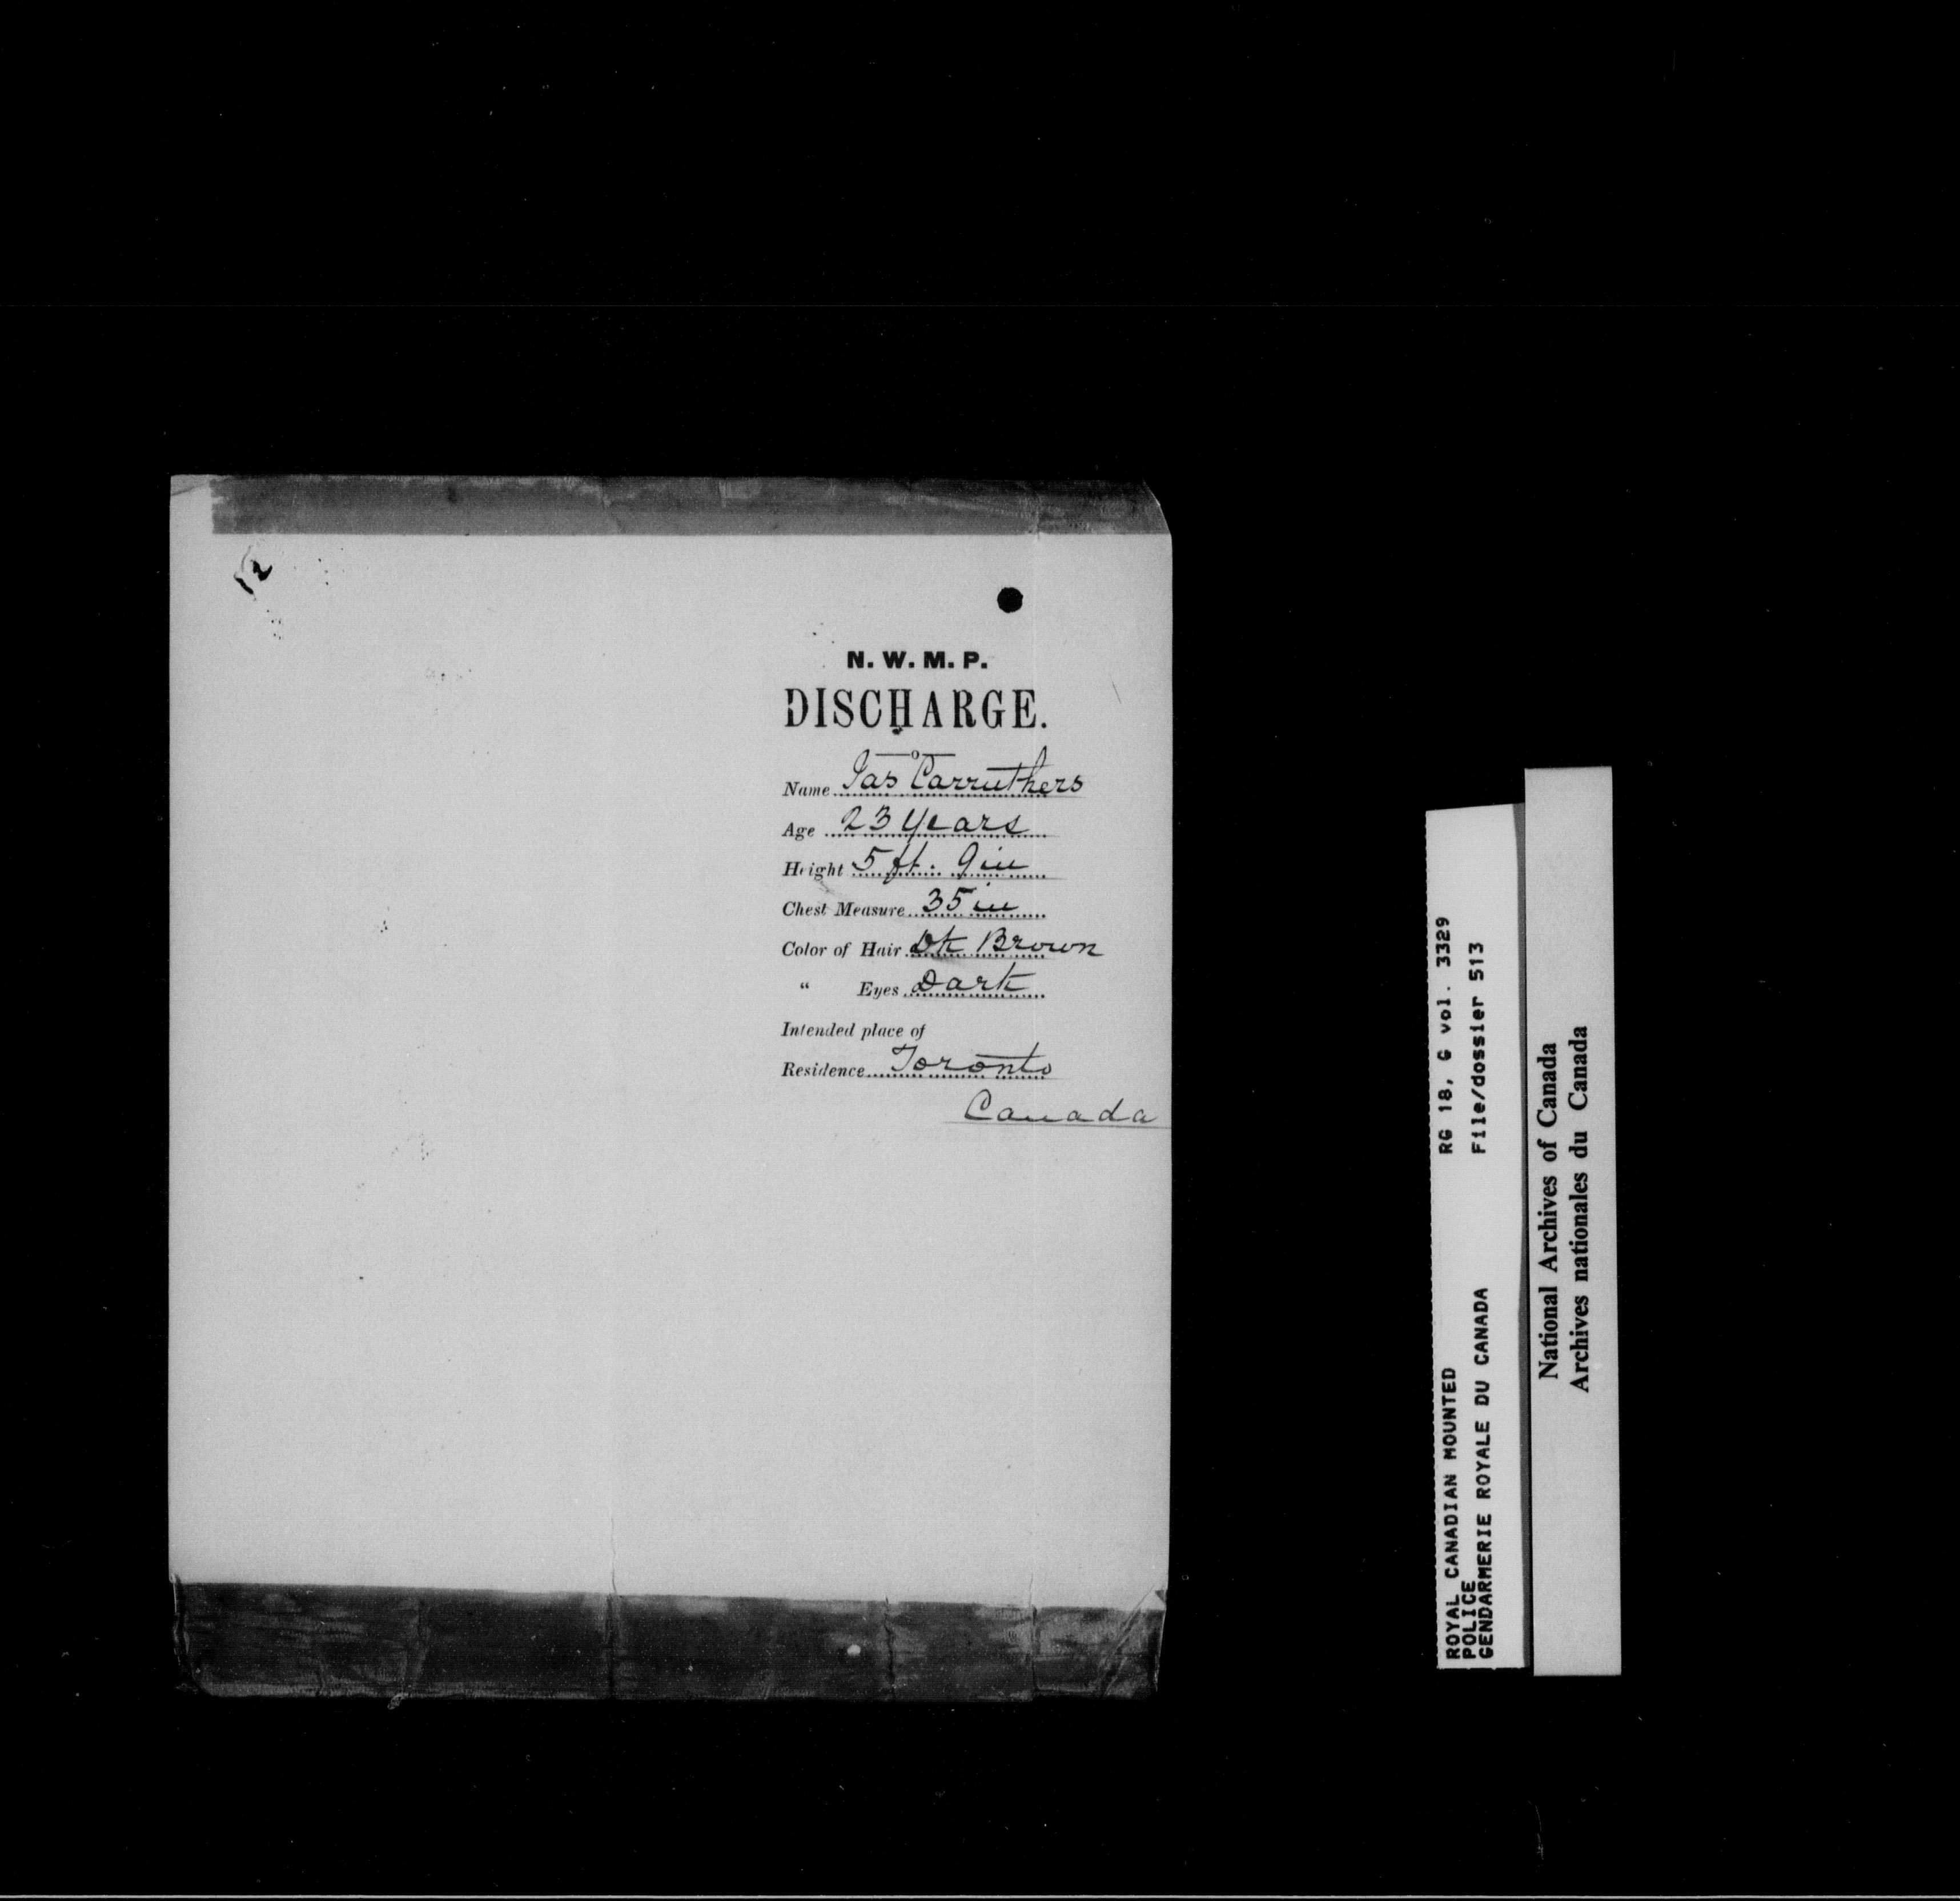 12
N. W. M. P.
DISCHARGE.
Name Jas Carruthers
Age 23 Years
Height 5 ft. 9 in
Chest Measure 35 in
Color of Hair Dk Brown
" Eyes Dark
Intended place of
Residence Toronto
Canada
ROYAL CANADIAN MOUNTED RG 18, G vol. 3329
POLICE
GENDARMERIE ROYALE DU CANADA File/dossier 513
National Archives of Canada
Archives nationales du Canada